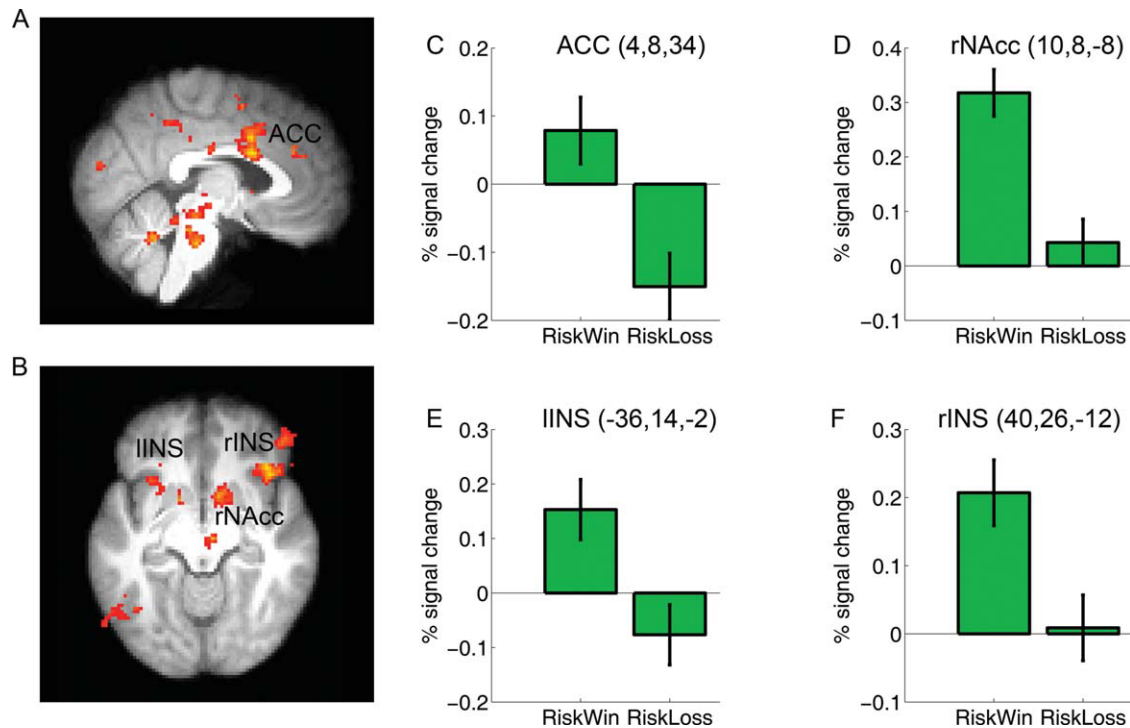 A
ACC
B
lINS
rINS
rNAcc
C
ACC (4,8,34)
% signal change
0.2
0.1
0
−0.1
−0.2
RiskWin RiskLoss
D
rNAcc (10,8,-8)
% signal change
0.4
0.3
0.2
0.1
0
−0.1
RiskWin RiskLoss
E
lINS (-36,14,-2)
% signal change
0.3
0.2
0.1
0
−0.1
−0.2
RiskWin RiskLoss
F
rINS (40,26,-12)
% signal change
0.3
0.2
0.1
0
−0.1
RiskWin RiskLoss